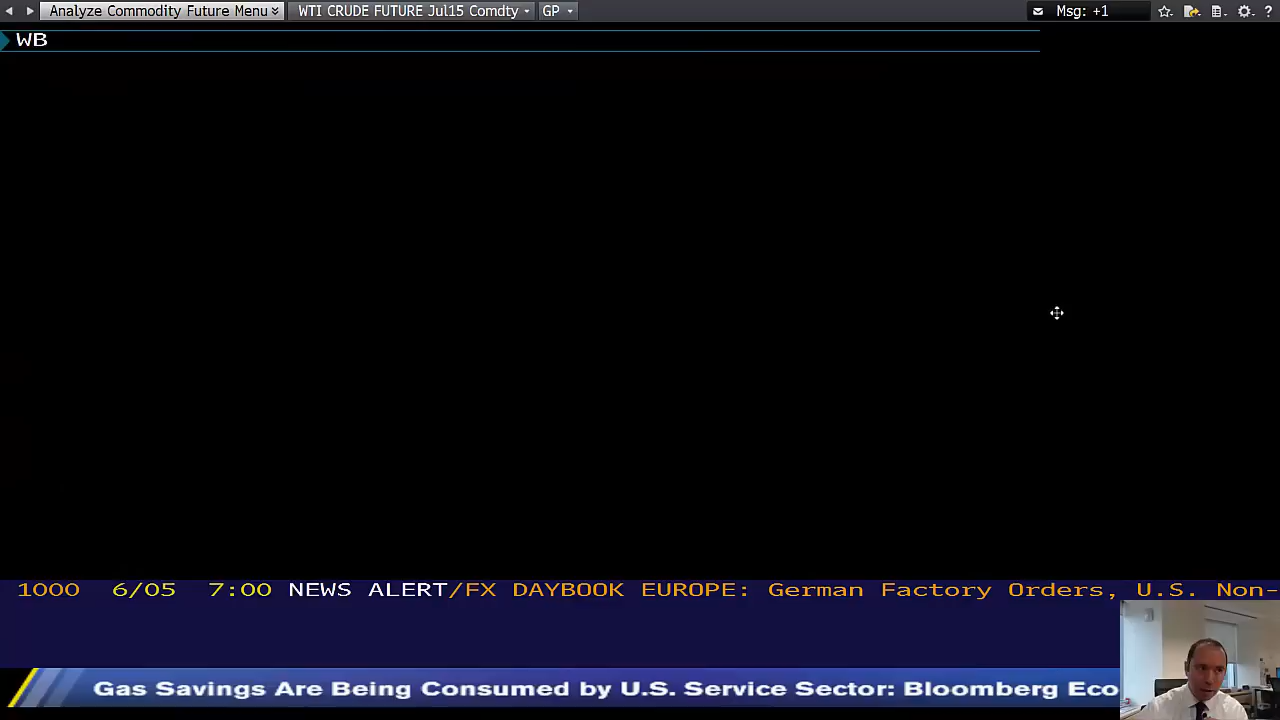 Analyze Commodity Future Menu WTI CRUDE FUTURE Jul15 Comdty GP Msg: +1 ?
WB
1000 6/05 7:00 NEWS ALERT/FX DAYBOOK EUROPE: German Factory Orders, U.S. Non-
Gas Savings Are Being Consumed by U.S. Service Sector: Bloomberg Eco